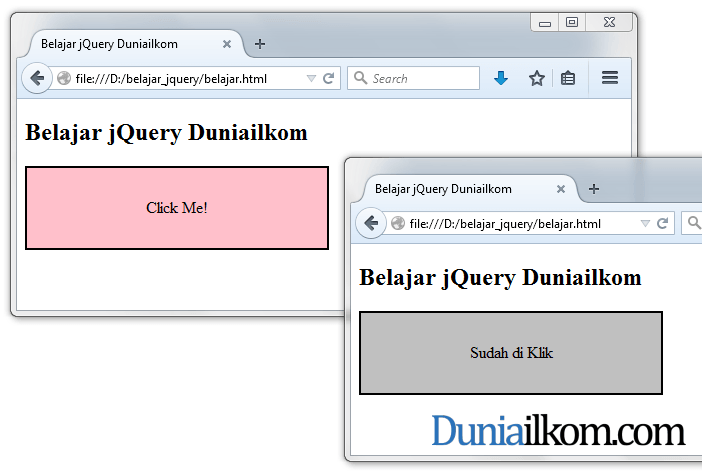 Belajar jQuery Duniailkom
file:///D:/belajar_jquery/belajar.html
Search
Belajar jQuery Duniailkom
Click Me!
Belajar jQuery Duniailkom
file:///D:/belajar_jquery/belajar.html
Belajar jQuery Duniailkom
Sudah di Klik
Duniailkom.com